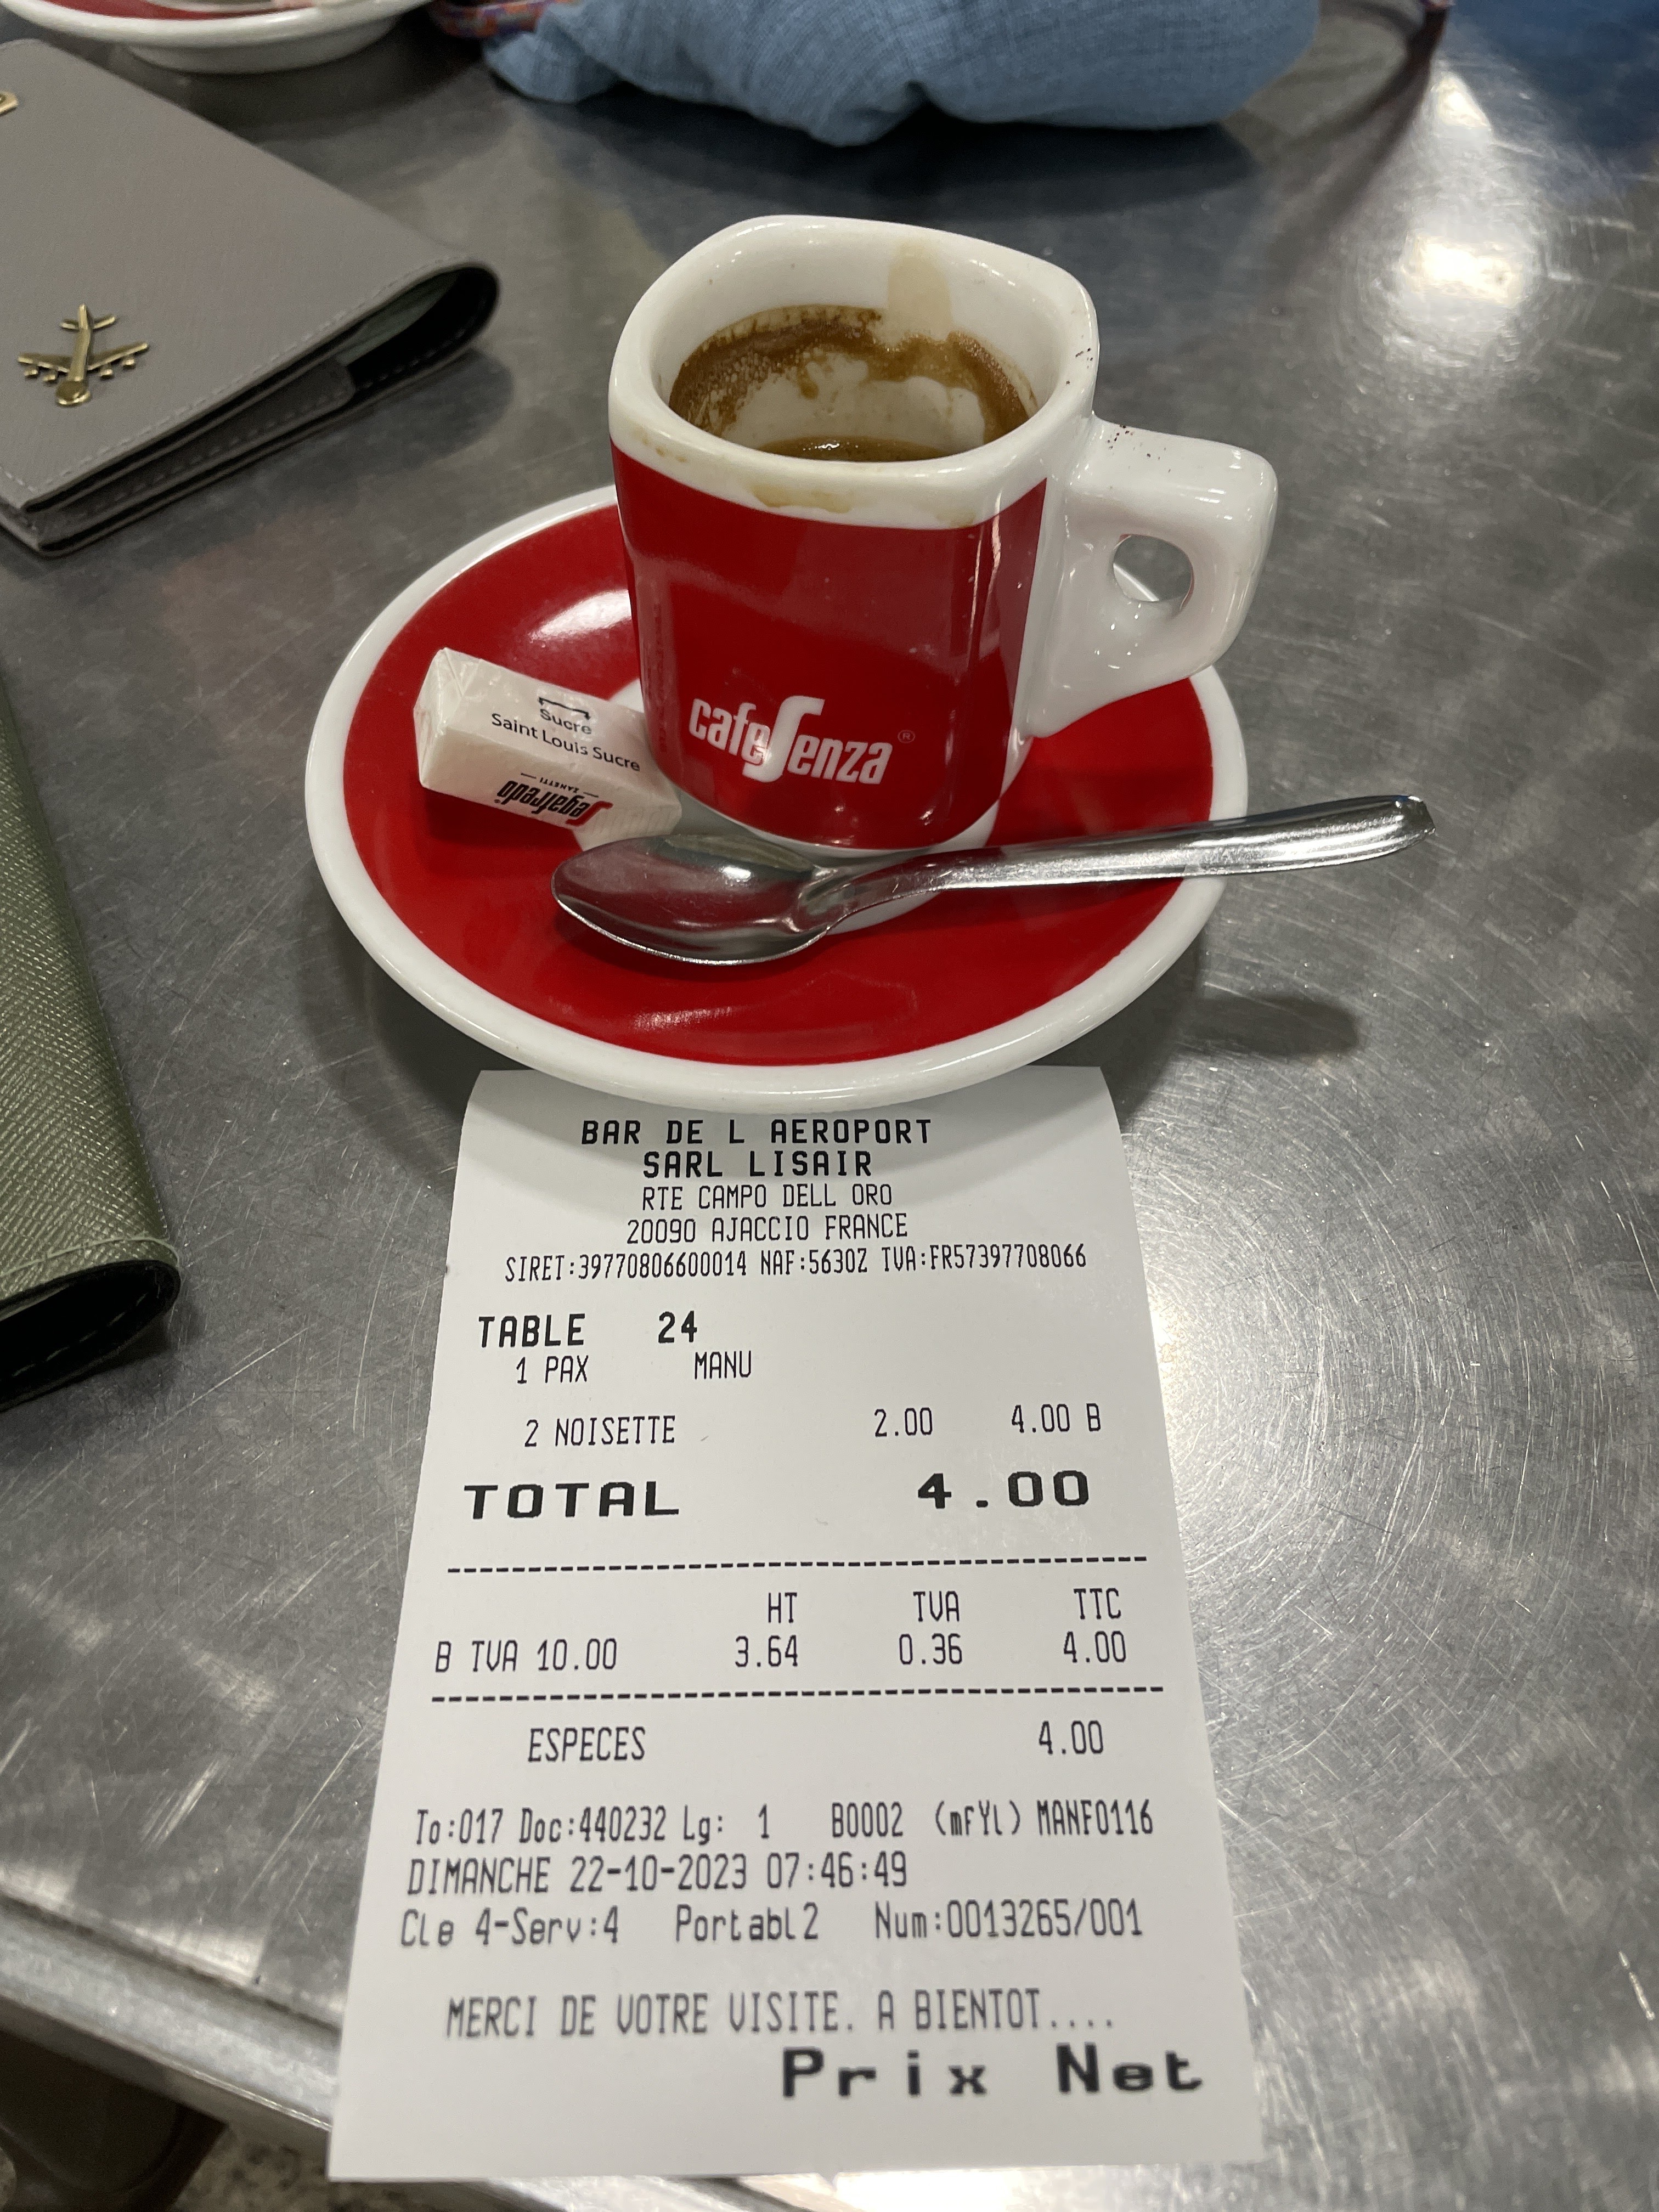 cafeSenza®
Sucre
Saint Louis Sucre
Segafredo®
ZANETTI
BAR DE L AEROPORT
SARL LISAIR
RTE CAMPO DELL ORO
20090 AJACCIO FRANCE
SIRET:39770806600014 NAF:5630Z TVA:FR57397708066
TABLE 24
1 PAX MANU
2 NOISETTE 2.00 4.00 B
TOTAL 4.00
HT TVA TTC
B TVA 10.00 3.64 0.36 4.00
ESPECES 4.00
To:017 Doc:440232 Lg: 1 B0002 (mFYl) MANF0116
DIMANCHE 22-10-2023 07:46:49
Cle 4-Serv:4 Portabl2 Num:0013265/001
MERCI DE VOTRE VISITE. A BIENTOT....
Prix Net